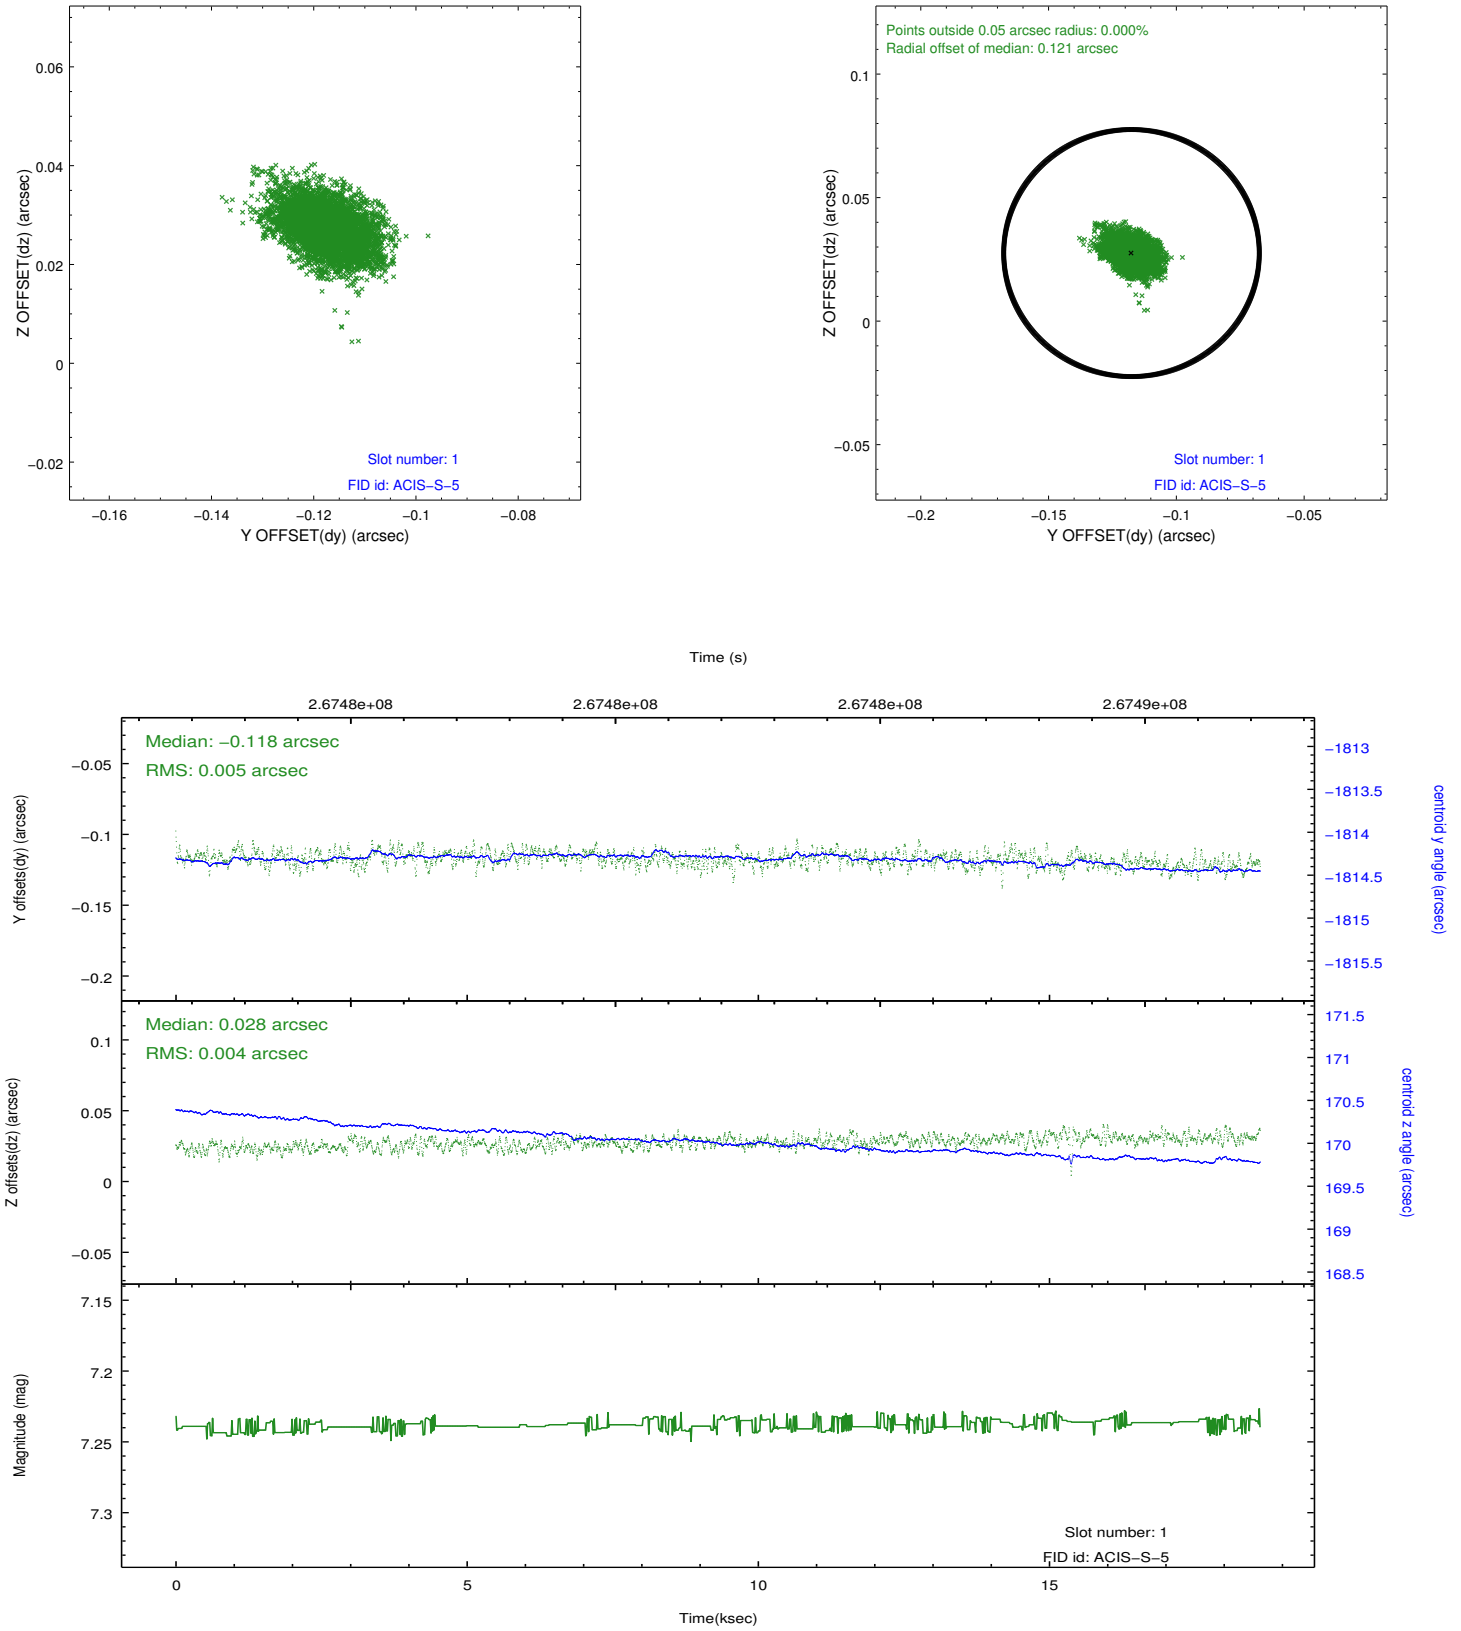 0.06
0.04
0.02
0
−0.02
−0.16
−0.14
−0.12
−0.1
−0.08
Z OFFSET(dz) (arcsec)
Y OFFSET(dy) (arcsec)
Slot number: 1
FID id: ACIS−S−5
Points outside 0.05 arcsec radius: 0.000%
Radial offset of median: 0.121 arcsec
0.1
0.05
0
−0.05
−0.2
−0.15
−0.1
−0.05
Z OFFSET(dz) (arcsec)
Y OFFSET(dy) (arcsec)
Slot number: 1
FID id: ACIS−S−5
Time (s)
2.6748e+08
2.6748e+08
2.6748e+08
2.6749e+08
Median: −0.118 arcsec
RMS: 0.005 arcsec
−0.05
−0.1
−0.15
−0.2
Y offsets(dy) (arcsec)
−1813
−1813.5
−1814
−1814.5
−1815
−1815.5
centroid y angle (arcsec)
Median: 0.028 arcsec
RMS: 0.004 arcsec
0.1
0.05
0
−0.05
Z offsets(dz) (arcsec)
171.5
171
170.5
170
169.5
169
168.5
centroid z angle (arcsec)
7.15
7.2
7.25
7.3
Magnitude (mag)
Slot number: 1
FID id: ACIS−S−5
0
5
10
15
Time(ksec)